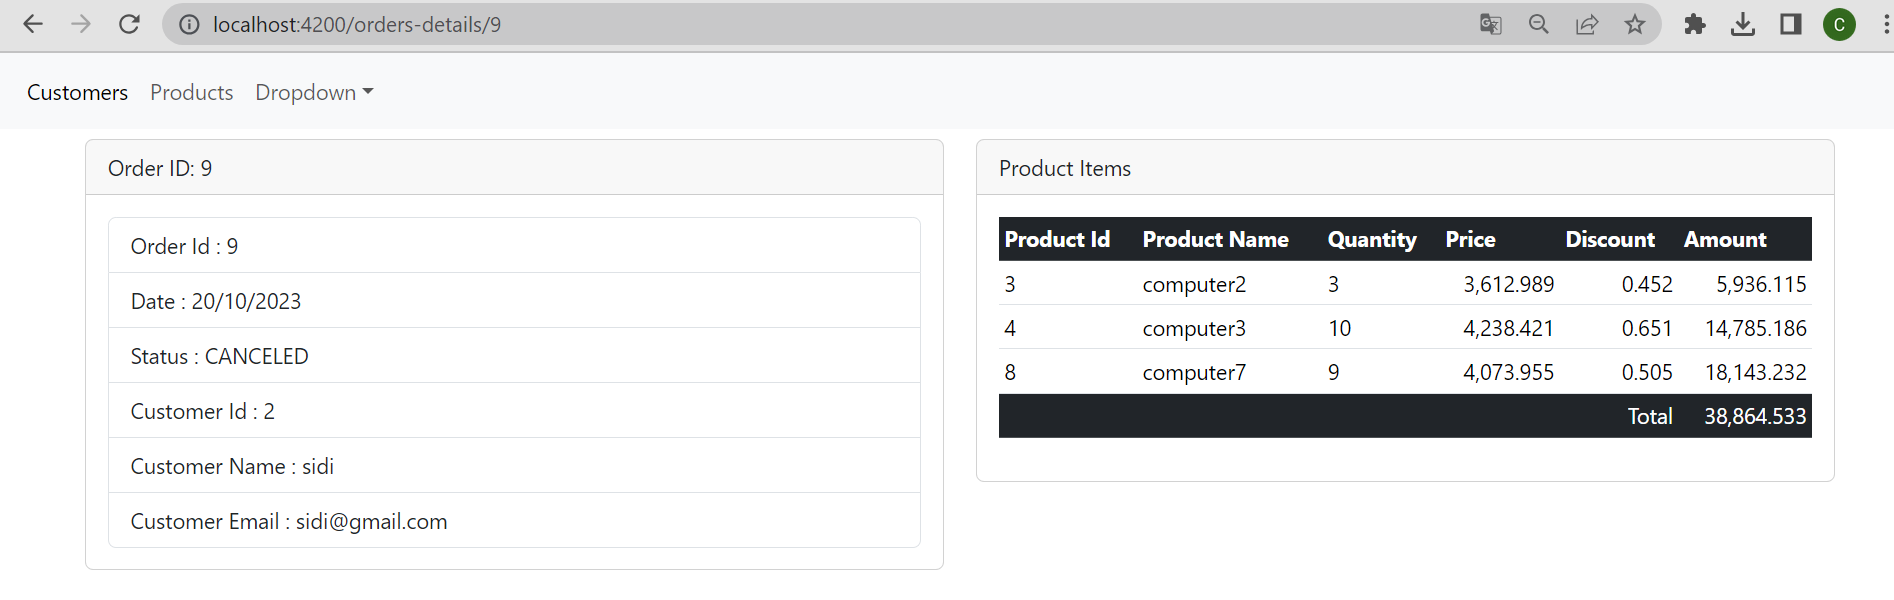 localhost:4200/orders-details/9
C
Customers Products Dropdown
Order ID: 9
Order Id : 9
Date : 20/10/2023
Status : CANCELED
Customer Id : 2
Customer Name : sidi
Customer Email : sidi@gmail.com
Product Items
Product Id Product Name Quantity Price Discount Amount
3 computer2 3 3,612.989 0.452 5,936.115
4 computer3 10 4,238.421 0.651 14,785.186
8 computer7 9 4,073.955 0.505 18,143.232
Total 38,864.533